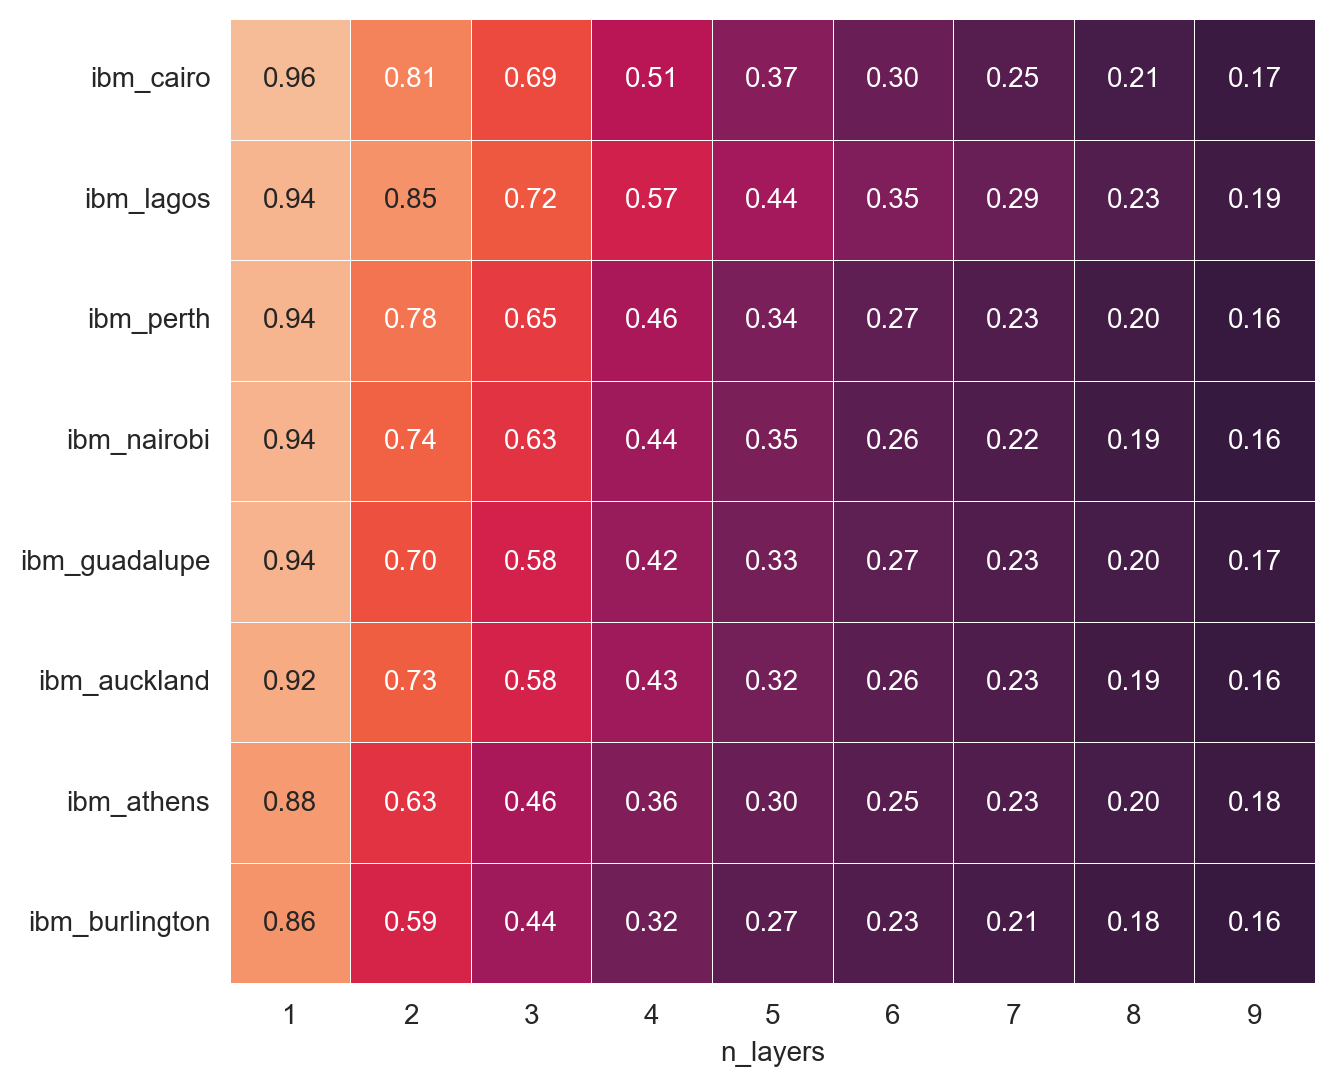 ibm_cairo 0.96 0.81 0.69 0.51 0.37 0.30 0.25 0.21 0.17
ibm_lagos 0.94 0.85 0.72 0.57 0.44 0.35 0.29 0.23 0.19
ibm_perth 0.94 0.78 0.65 0.46 0.34 0.27 0.23 0.20 0.16
ibm_nairobi 0.94 0.74 0.63 0.44 0.35 0.26 0.22 0.19 0.16
ibm_guadalupe 0.94 0.70 0.58 0.42 0.33 0.27 0.23 0.20 0.17
ibm_auckland 0.92 0.73 0.58 0.43 0.32 0.26 0.23 0.19 0.16
ibm_athens 0.88 0.63 0.46 0.36 0.30 0.25 0.23 0.20 0.18
ibm_burlington 0.86 0.59 0.44 0.32 0.27 0.23 0.21 0.18 0.16
1 2 3 4 5 6 7 8 9
n_layers